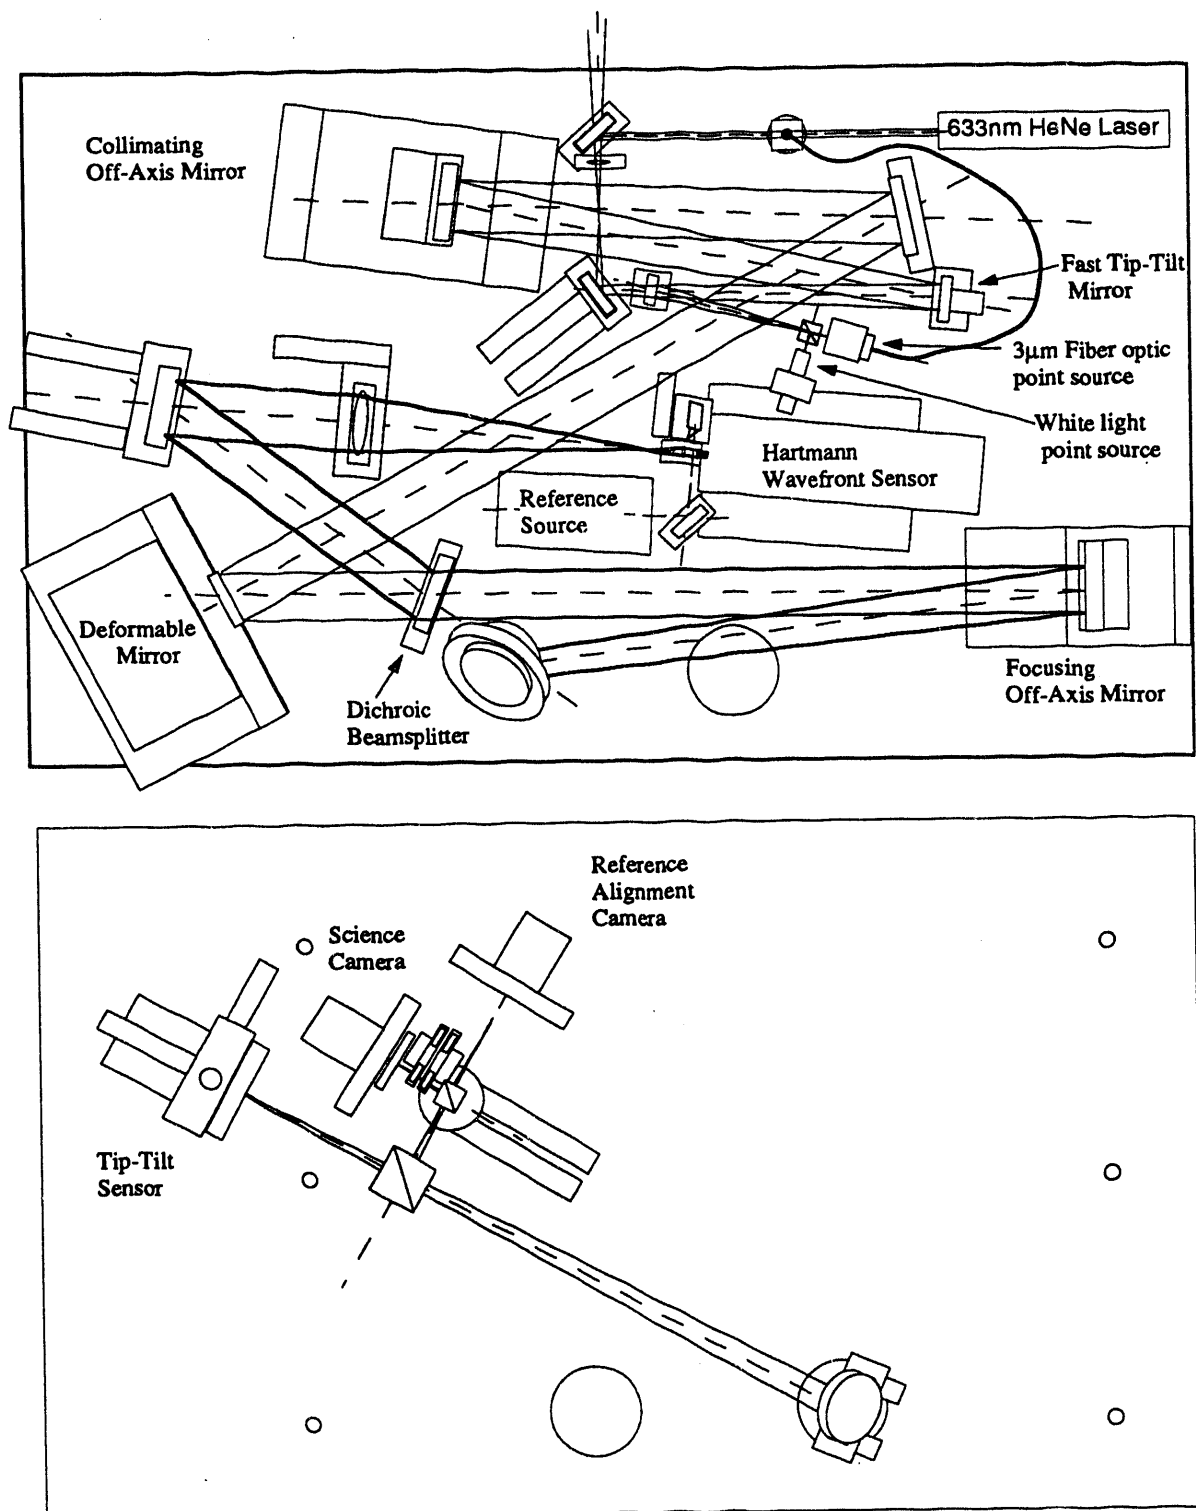 Collimating
Off-Axis Mirror
633nm HeNe Laser
Fast Tip-Tilt
Mirror
3µm Fiber optic
point source
White light
point source
Hartmann
Wavefront Sensor
Reference
Source
Deformable
Mirror
Focusing
Off-Axis Mirror
Dichroic
Beamsplitter
Reference
Alignment
Camera
Science
Camera
Tip-Tilt
Sensor